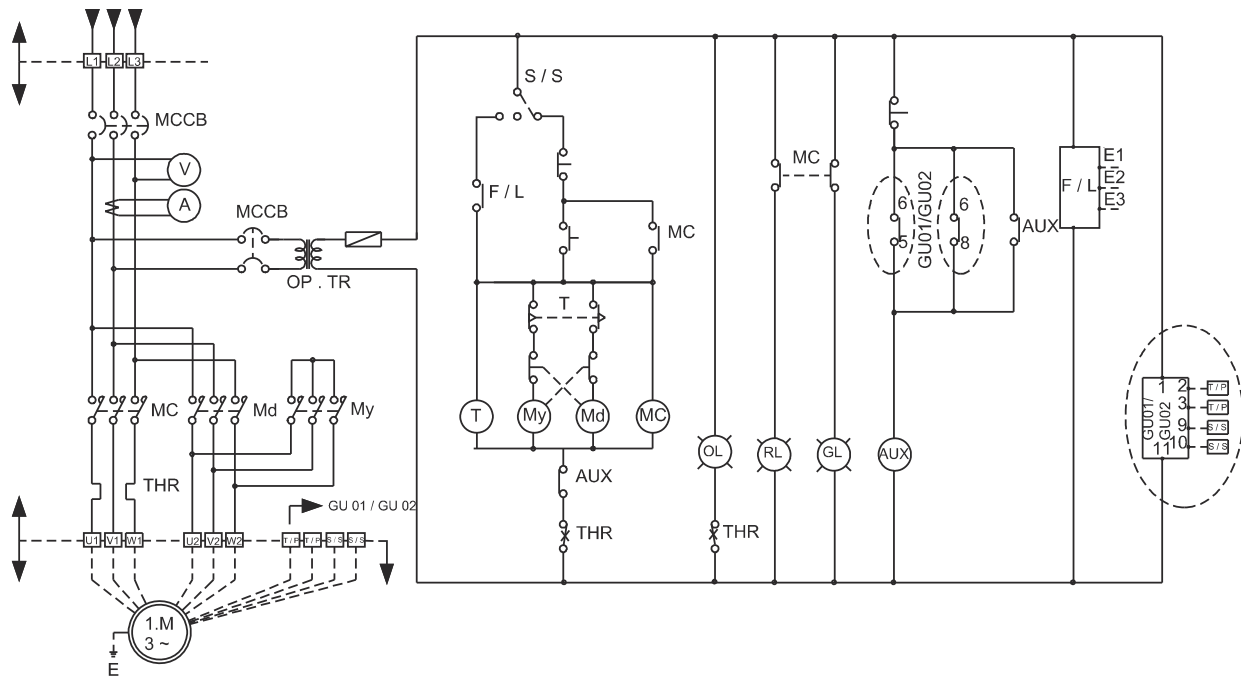 L1 L2 L3
MCCB
V
A
MCCB
OP . TR
MC
Md
My
THR
GU 01 / GU 02
U1 V1 W1
U2 V2 W2
T / P T / P S / S S / S
1.M
3 ~
E
S / S
F / L
MC
T
T
My
Md
MC
AUX
THR
OL
THR
MC
RL
GL
6
5
GU01/GU02
6
8
AUX
AUX
F / L
E1
E2
E3
1 2 T / P
3 T / P
GU01/
GU02
9 S / S
10 S / S
11